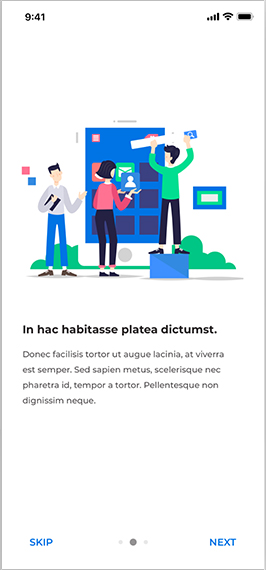 9:41
In hac habitasse platea dictumst.
Donec facilisis tortor ut augue lacinia, at viverra
est semper. Sed sapien metus, scelerisque nec
pharetra id, tempor a tortor. Pellentesque non
dignissim neque.
SKIP NEXT